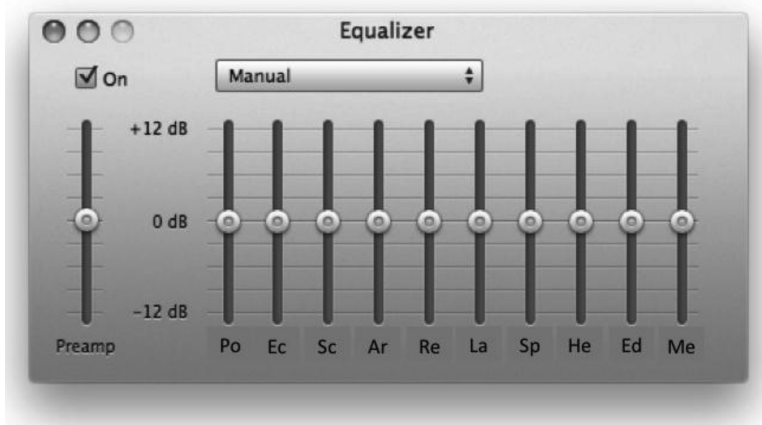 Equalizer
On
Manual
+12 dB
0 dB
-12 dB
Preamp Po Ec Sc Ar Re La Sp He Ed Me